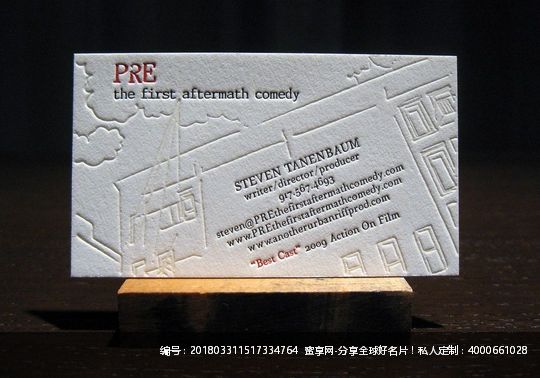 PRE
the first aftermath comedy
STEVEN TANENBAUM
writer/director/producer
917.567.4693
steven@PREthefirstaftermathcomedy.com
www.PREthefirstaftermathcomedy.com
www.anotherurbanriffprod.com
"Best Cast" 2009 Action On Film
编号：201803311517334764 蜜享网-分享全球好名片！私人定制：4000661028